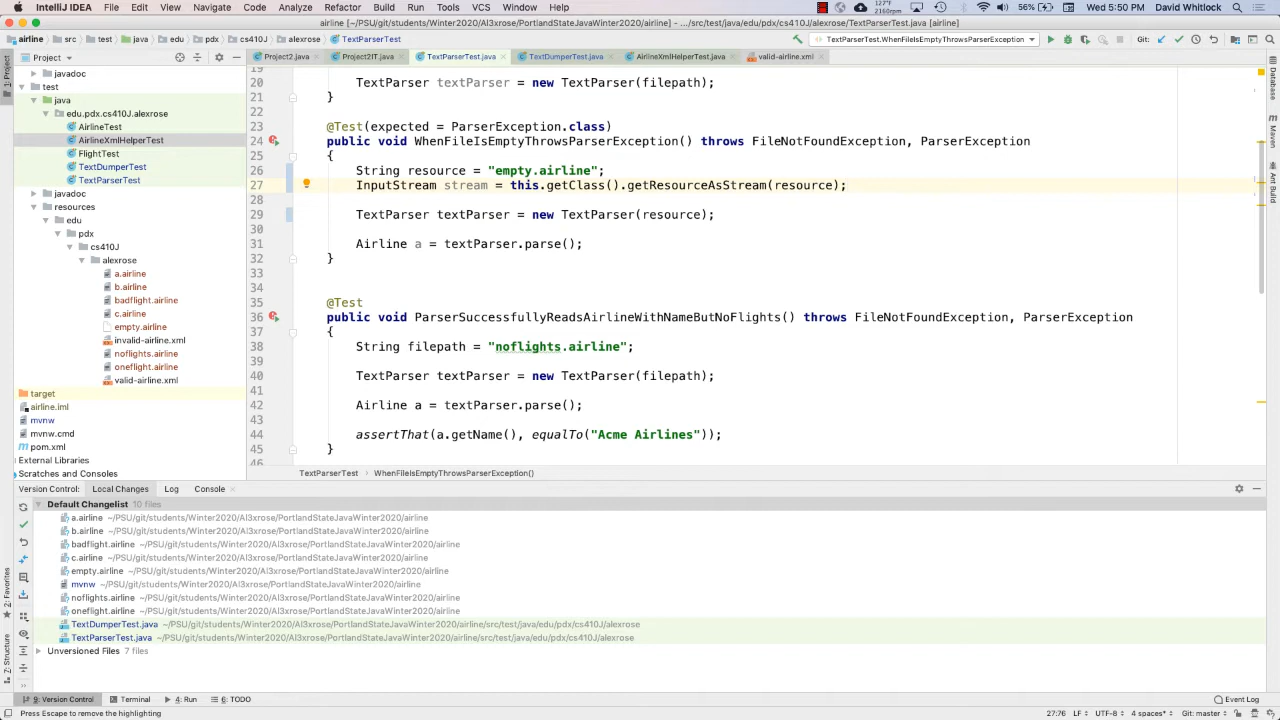 IntelliJ IDEA File Edit View Navigate Code Analyze Refactor Build Run Tools VCS Window Help 127° 2160rpm 56% Wed 5:50 PM David Whitlock
airline [~/PSU/git/students/Winter2020/Al3xrose/PortlandStateJavaWinter2020/airline] - .../src/test/java/edu/pdx/cs410J/alexrose/TextParserTest.java [airline]
airline src test java edu pdx cs410J alexrose TextParserTest TextParserTest.WhenFileIsEmptyThrowsParserException Git:
Project Project2.java Project2IT.java TextParserTest.java TextDumperTest.java AirlineXmlHelperTest.java valid-airline.xml
1: Project
javadoc
test
java
edu.pdx.cs410J.alexrose
AirlineTest
AirlineXmlHelperTest
FlightTest
TextDumperTest
TextParserTest
javadoc
resources
edu
pdx
cs410J
alexrose
a.airline
b.airline
badflight.airline
c.airline
empty.airline
invalid-airline.xml
noflights.airline
oneflight.airline
valid-airline.xml
target
airline.iml
mvnw
mvnw.cmd
pom.xml
External Libraries
Scratches and Consoles
19
20 TextParser textParser = new TextParser(filepath);
21 }
22
23 @Test(expected = ParserException.class)
24 public void WhenFileIsEmptyThrowsParserException() throws FileNotFoundException, ParserException
25 {
26 String resource = "empty.airline";
27 InputStream stream = this.getClass().getResourceAsStream(resource);
28
29 TextParser textParser = new TextParser(resource);
30
31 Airline a = textParser.parse();
32 }
33
34
35 @Test
36 public void ParserSuccessfullyReadsAirlineWithNameButNoFlights() throws FileNotFoundException, ParserException
37 {
38 String filepath = "noflights.airline";
39
40 TextParser textParser = new TextParser(filepath);
41
42 Airline a = textParser.parse();
43
44 assertThat(a.getName(), equalTo("Acme Airlines"));
45 }
46
Database
Maven
Ant Build
TextParserTest WhenFileIsEmptyThrowsParserException()
Version Control: Local Changes Log Console
Default Changelist 10 files
a.airline ~/PSU/git/students/Winter2020/Al3xrose/PortlandStateJavaWinter2020/airline
b.airline ~/PSU/git/students/Winter2020/Al3xrose/PortlandStateJavaWinter2020/airline
badflight.airline ~/PSU/git/students/Winter2020/Al3xrose/PortlandStateJavaWinter2020/airline
c.airline ~/PSU/git/students/Winter2020/Al3xrose/PortlandStateJavaWinter2020/airline
empty.airline ~/PSU/git/students/Winter2020/Al3xrose/PortlandStateJavaWinter2020/airline
mvnw ~/PSU/git/students/Winter2020/Al3xrose/PortlandStateJavaWinter2020/airline
noflights.airline ~/PSU/git/students/Winter2020/Al3xrose/PortlandStateJavaWinter2020/airline
oneflight.airline ~/PSU/git/students/Winter2020/Al3xrose/PortlandStateJavaWinter2020/airline
TextDumperTest.java ~/PSU/git/students/Winter2020/Al3xrose/PortlandStateJavaWinter2020/airline/src/test/java/edu/pdx/cs410J/alexrose
TextParserTest.java ~/PSU/git/students/Winter2020/Al3xrose/PortlandStateJavaWinter2020/airline/src/test/java/edu/pdx/cs410J/alexrose
Unversioned Files 7 files
2: Favorites
7: Structure
9: Version Control Terminal 4: Run 6: TODO Event Log
Press Escape to remove the highlighting 27:76 LF UTF-8 4 spaces* Git: master